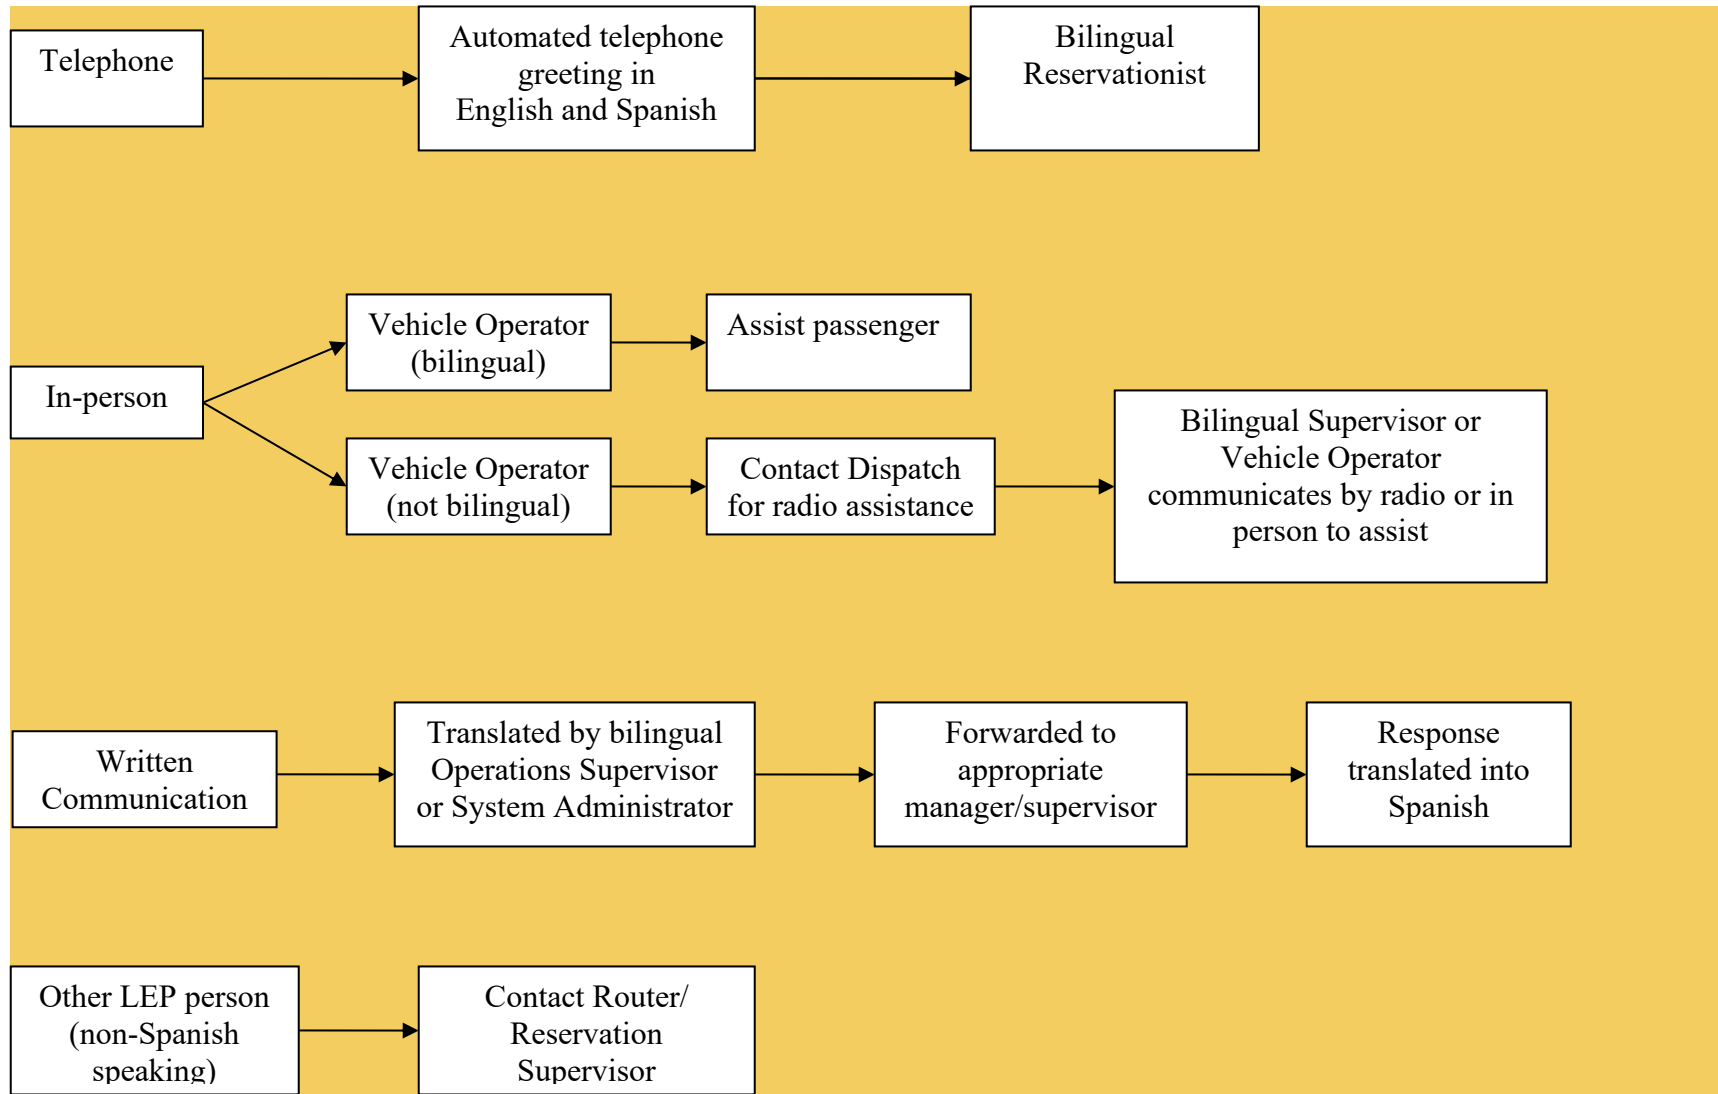 Telephone
Automated telephone
greeting in
English and Spanish
Bilingual
Reservationist
Vehicle Operator
(bilingual)
Assist passenger
In-person
Vehicle Operator
(not bilingual)
Contact Dispatch
for radio assistance
Bilingual Supervisor or
Vehicle Operator
communicates by radio or in
person to assist
Written
Communication
Translated by bilingual
Operations Supervisor
or System Administrator
Forwarded to
appropriate
manager/supervisor
Response
translated into
Spanish
Other LEP person
(non-Spanish
speaking)
Contact Router/
Reservation
Supervisor